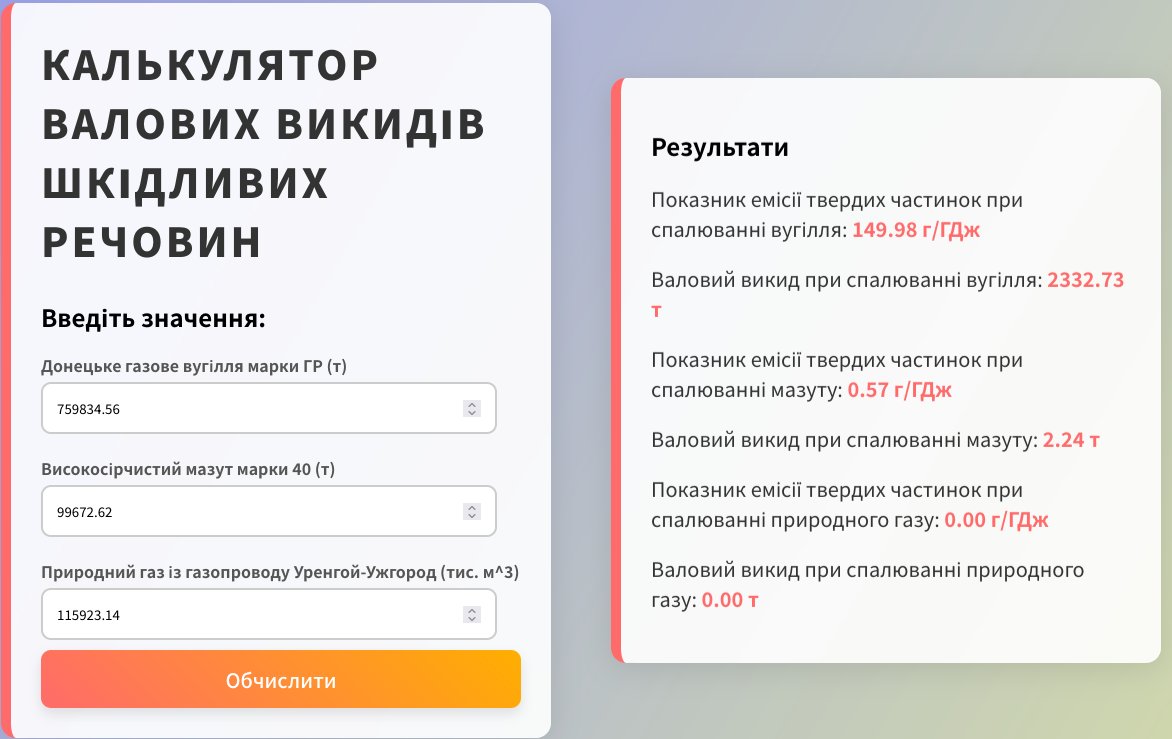 КАЛЬКУЛЯТОР
ВАЛОВИХ ВИКИДІВ
ШКІДЛИВИХ
РЕЧОВИН
Введіть значення:
Донецьке газове вугілля марки ГР (т)
759834.56
Високосірчистий мазут марки 40 (т)
99672.62
Природний газ із газопроводу Уренгой-Ужгород (тис. м^3)
115923.14
Обчислити
Результати
Показник емісії твердих частинок при
спалюванні вугілля: 149.98 г/ГДж
Валовий викид при спалюванні вугілля: 2332.73
т
Показник емісії твердих частинок при
спалюванні мазуту: 0.57 г/ГДж
Валовий викид при спалюванні мазуту: 2.24 т
Показник емісії твердих частинок при
спалюванні природного газу: 0.00 г/ГДж
Валовий викид при спалюванні природного
газу: 0.00 т